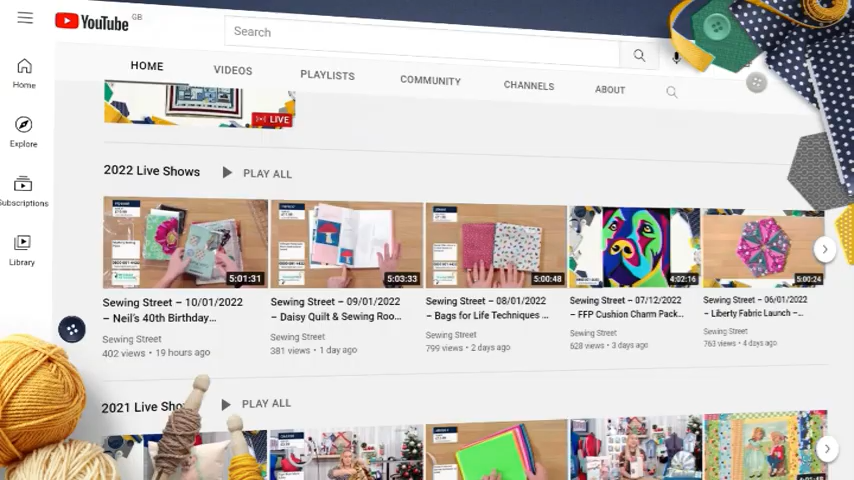 YouTube GB
Search
Home
Explore
Subscriptions
Library
HOME
VIDEOS
PLAYLISTS
COMMUNITY
CHANNELS
ABOUT
LIVE
2022 Live Shows
PLAY ALL
5:01:31
5:03:33
5:00:48
4:02:16
5:00:24
Sewing Street – 10/01/2022
– Neil's 40th Birthday...
Sewing Street
402 views • 19 hours ago
Sewing Street – 09/01/2022
– Daisy Quilt & Sewing Roo...
Sewing Street
381 views • 1 day ago
Sewing Street – 08/01/2022
– Bags for Life Techniques ...
Sewing Street
799 views • 2 days ago
Sewing Street – 07/12/2022
– FFP Cushion Charm Pack...
Sewing Street
628 views • 3 days ago
Sewing Street – 06/01/2022
– Liberty Fabric Launch –...
Sewing Street
763 views • 4 days ago
2021 Live Sho
PLAY ALL